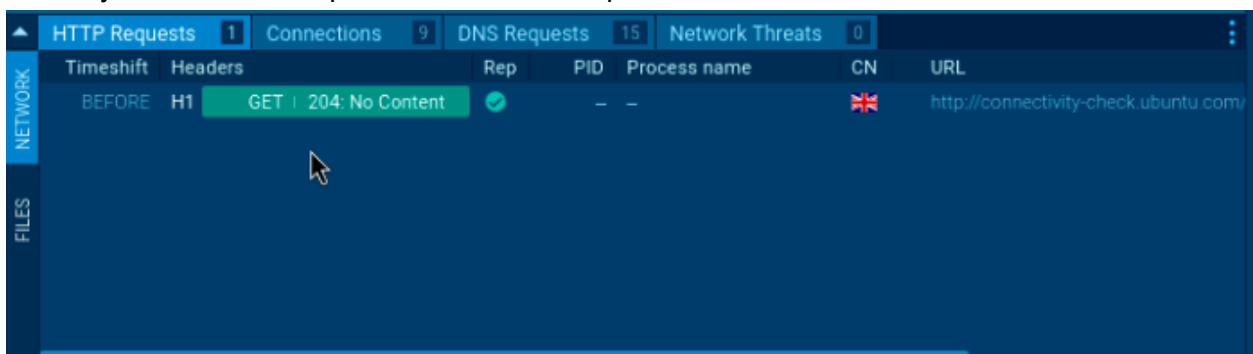 HTTP Requests 1 Connections 9 DNS Requests 15 Network Threats 0
Timeshift Headers Rep PID Process name CN URL
BEFORE H1 GET | 204: No Content – – http://connectivity-check.ubuntu.com/
NETWORK
FILES